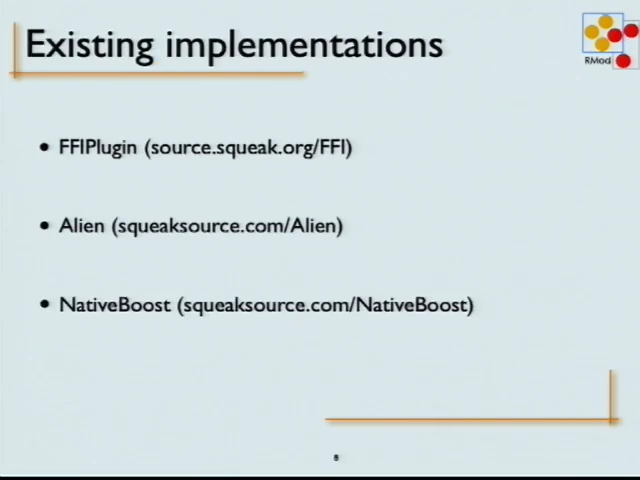 Existing implementations
RMod
• FFIPlugin (source.squeak.org/FFI)
• Alien (squeaksource.com/Alien)
• NativeBoost (squeaksource.com/NativeBoost)
8